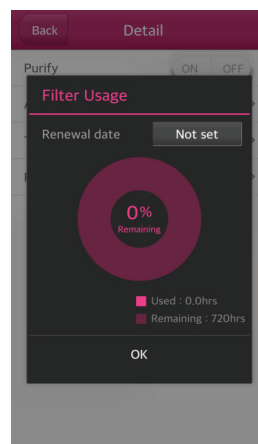 Back
Detail
Purify
ON
OFF
Filter Usage
Renewal date
Not set
0%
Remaining
Used : 0.0hrs
Remaining : 720hrs
OK